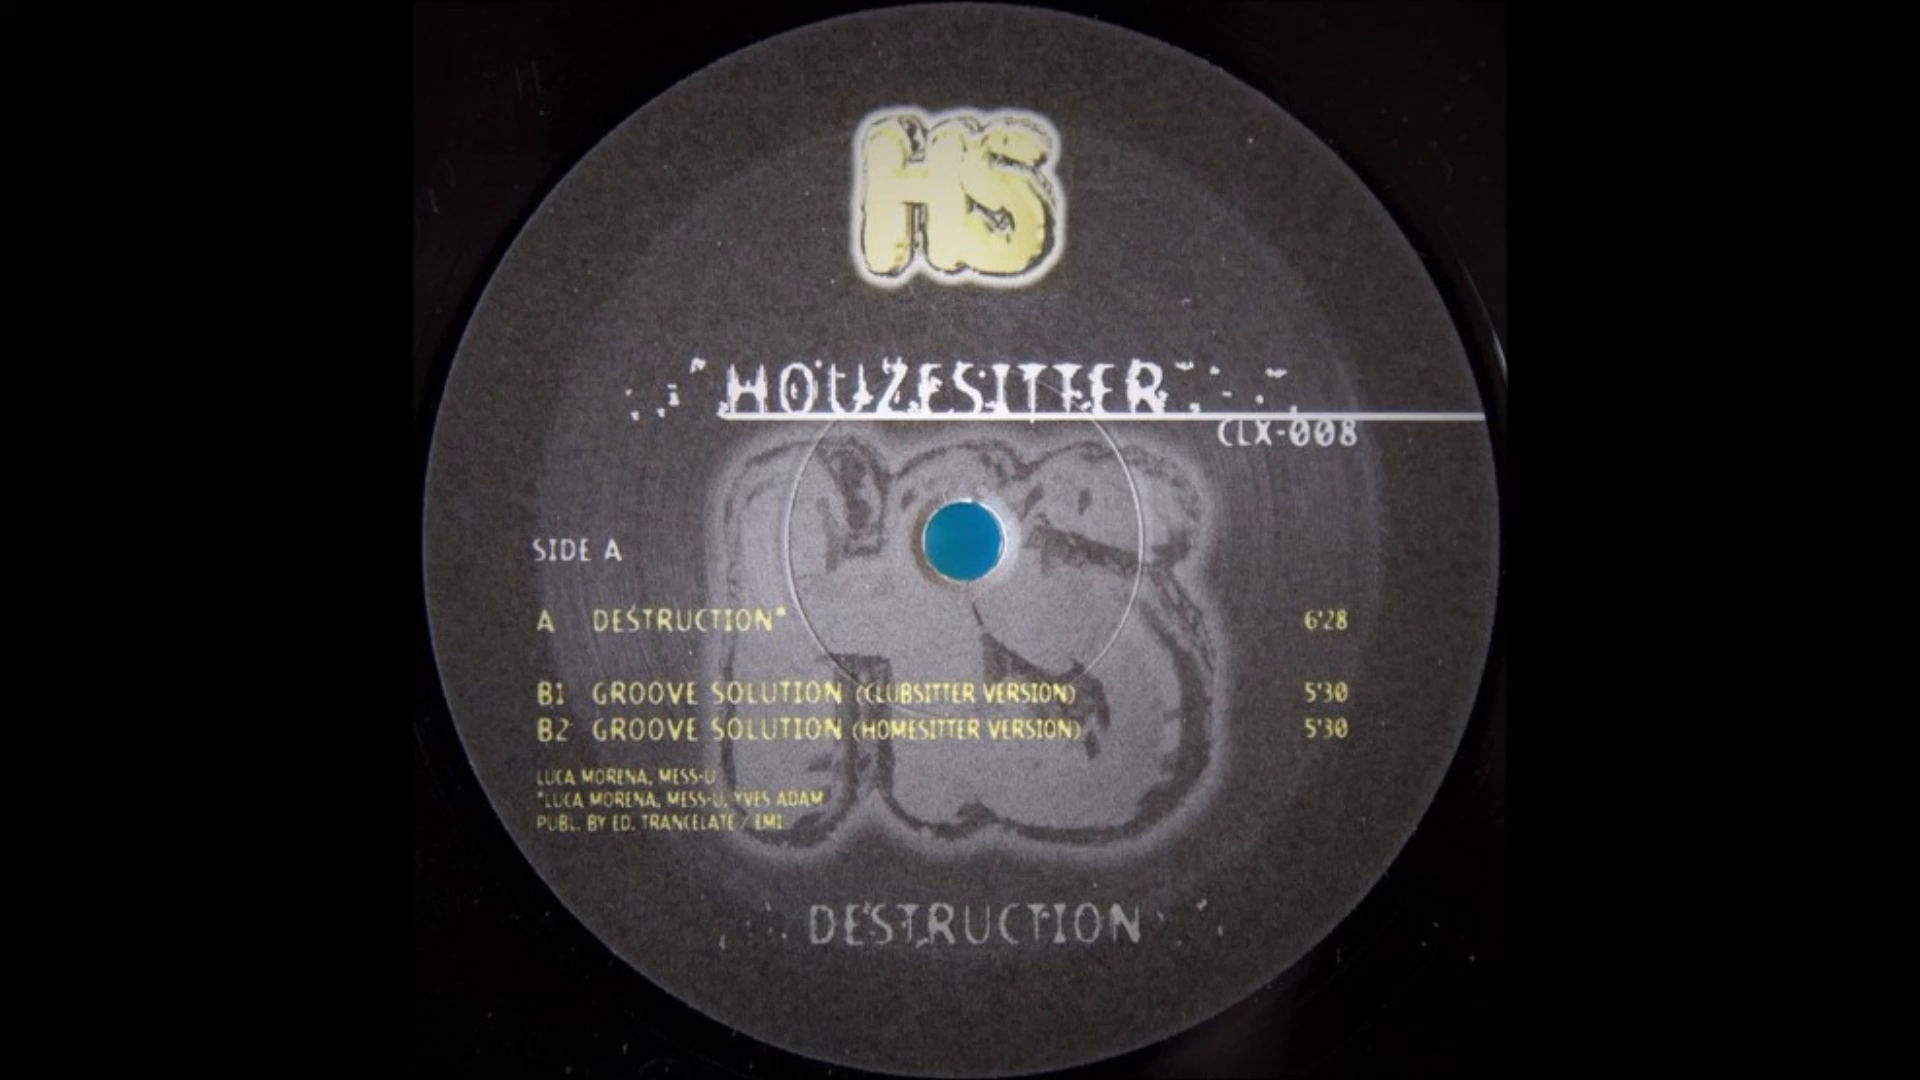 HS
HOUZESITTER
CLX-008
SIDE A
A DESTRUCTION* 6'28
B1 GROOVE SOLUTION (CLUBSITTER VERSION) 5'30
B2 GROOVE SOLUTION (HOMESITTER VERSION) 5'30
LUCA MORENA, MESS-U
*LUCA MORENA, MESS-U, YVES ADAM
PUBL. BY ED. TRANCELATE / EMI
DESTRUCTION